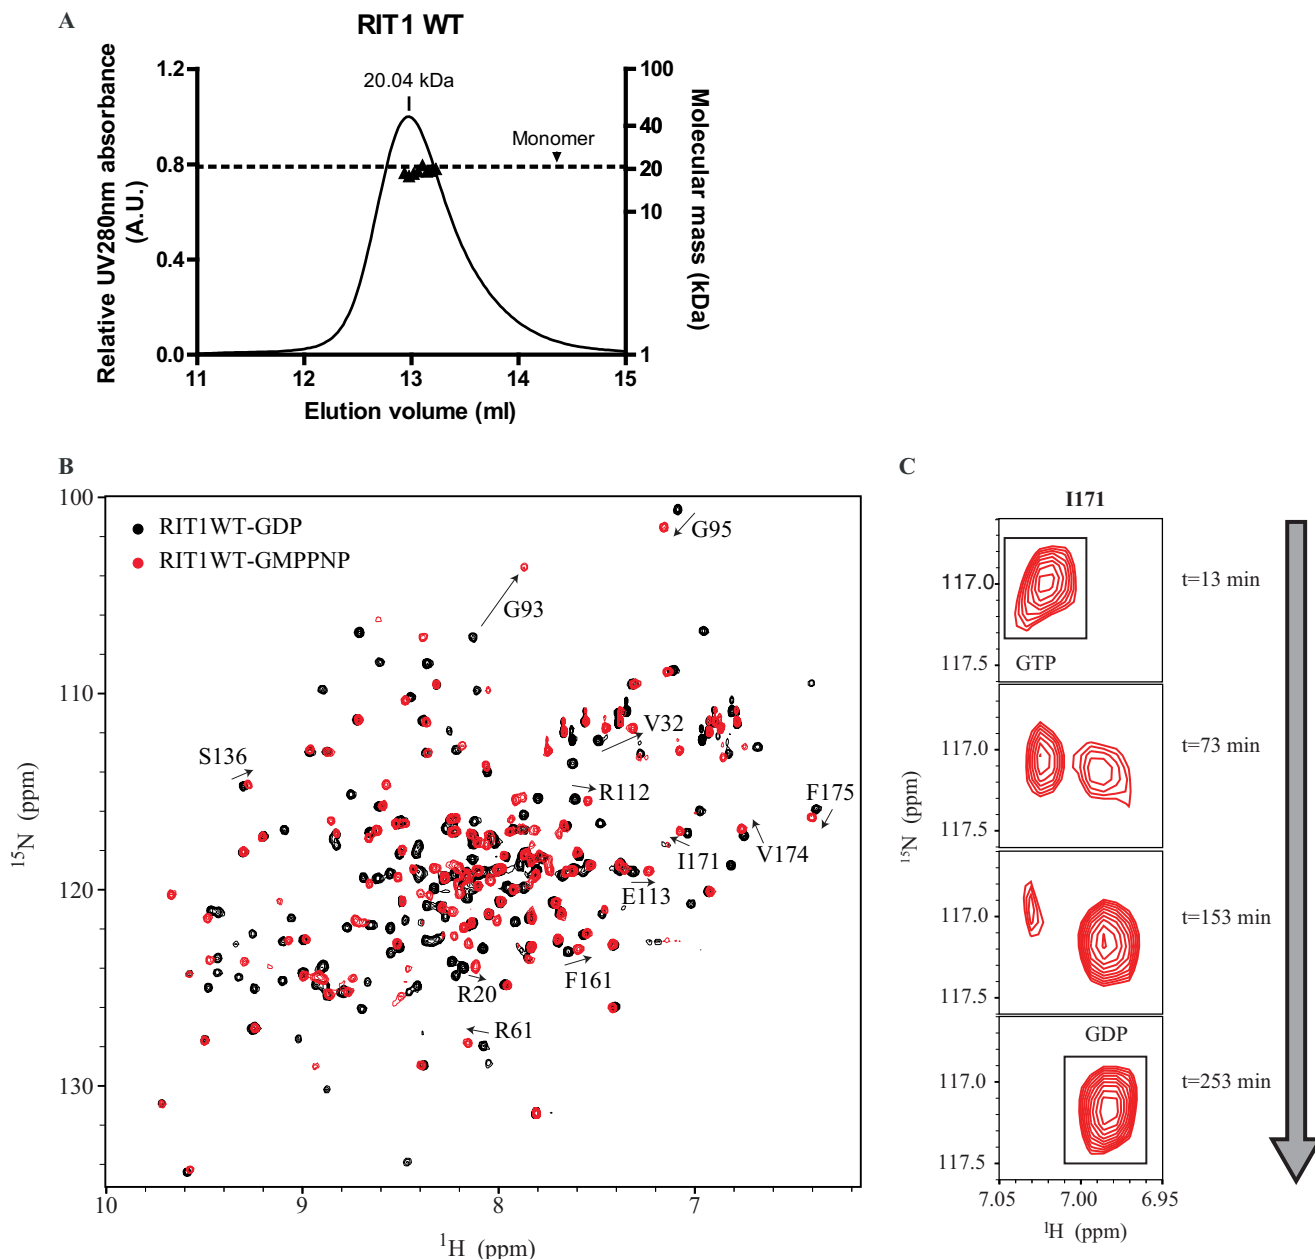 A
RIT1 WT
Relative UV280nm absorbance
(A.U.)
1.2
0.8
0.4
0.0
20.04 kDa
Monomer
100
40
20
10
1
Molecular mass (kDa)
11
12
13
14
15
Elution volume (ml)
B
RIT1WT-GDP
RIT1WT-GMPPNP
100
110
120
130
15N (ppm)
G95
G93
V32
S136
R112
F175
I171
V174
E113
F161
R20
R61
10
9
8
7
1H (ppm)
C
I171
117.0
117.5
GTP
t=13 min
117.0
117.5
t=73 min
15N (ppm)
117.0
117.5
t=153 min
GDP
117.0
117.5
t=253 min
7.05
7.00
6.95
1H (ppm)